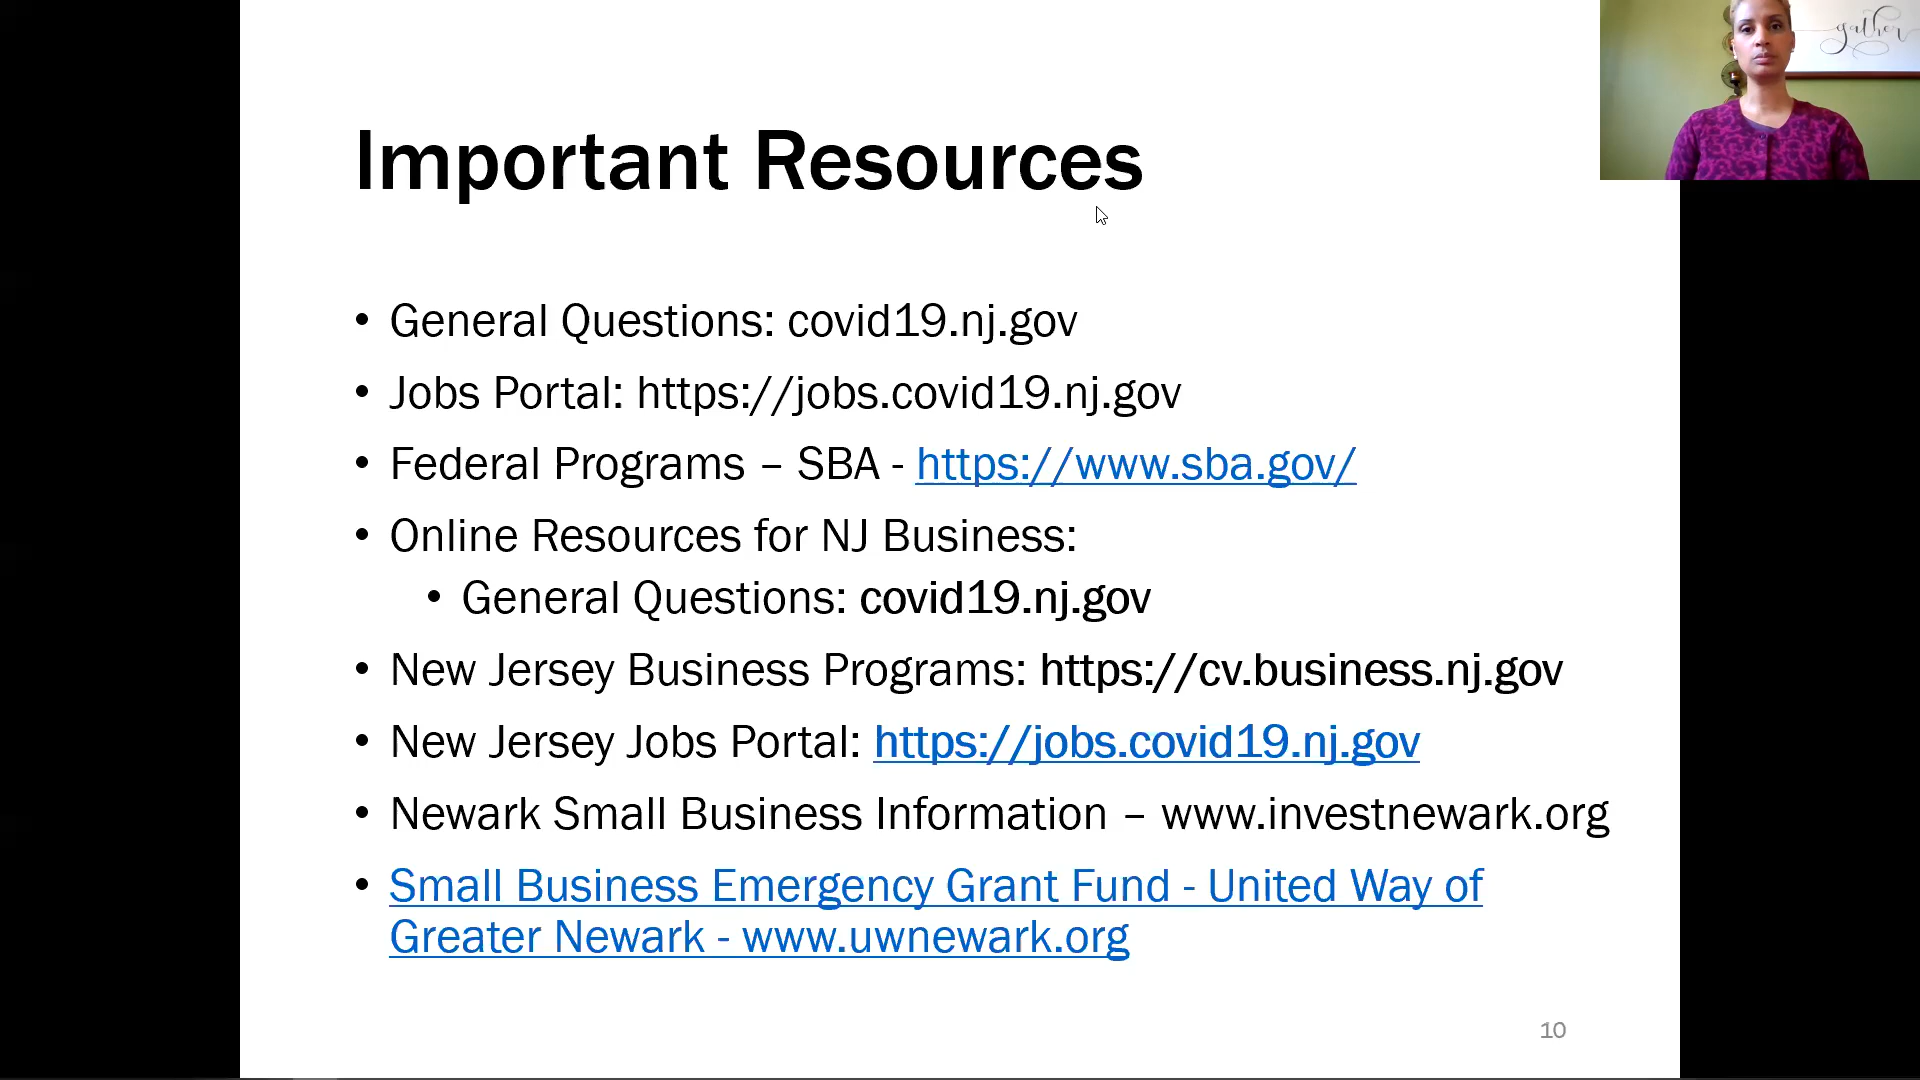 gather
Important Resources
• General Questions: covid19.nj.gov
• Jobs Portal: https://jobs.covid19.nj.gov
• Federal Programs – SBA - https://www.sba.gov/
• Online Resources for NJ Business:
• General Questions: covid19.nj.gov
• New Jersey Business Programs: https://cv.business.nj.gov
• New Jersey Jobs Portal: https://jobs.covid19.nj.gov
• Newark Small Business Information – www.investnewark.org
• Small Business Emergency Grant Fund - United Way of
Greater Newark - www.uwnewark.org
10